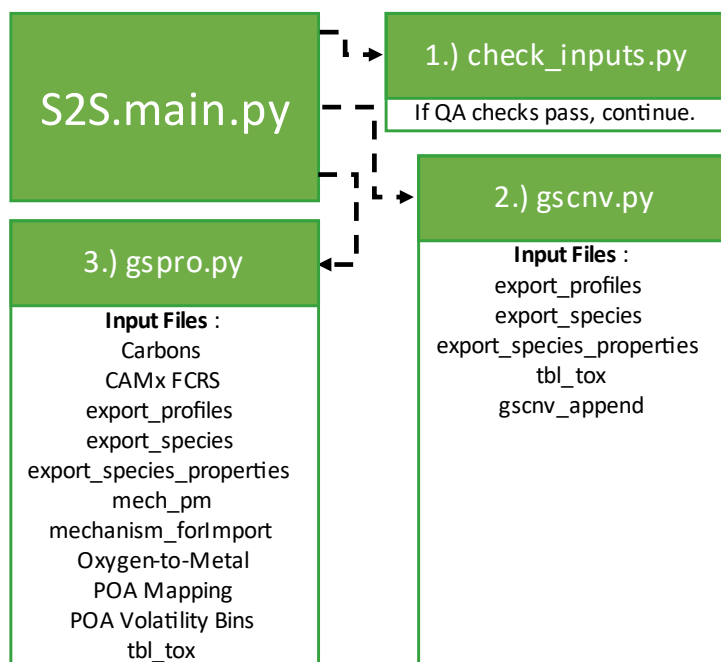 S2S.main.py
1.) check_inputs.py
If QA checks pass, continue.
2.) gscnv.py
Input Files :
export_profiles
export_species
export_species_properties
tbl_tox
gscnv_append
3.) gspro.py
Input Files :
Carbons
CAMx FCRS
export_profiles
export_species
export_species_properties
mech_pm
mechanism_forImport
Oxygen-to-Metal
POA Mapping
POA Volatility Bins
tbl_tox